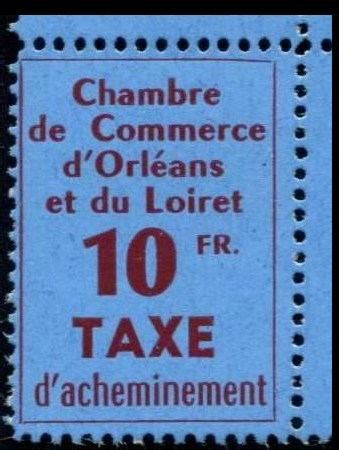 Chambre
de Commerce
d'Orléans
et du Loiret
10 FR.
TAXE
d'acheminement